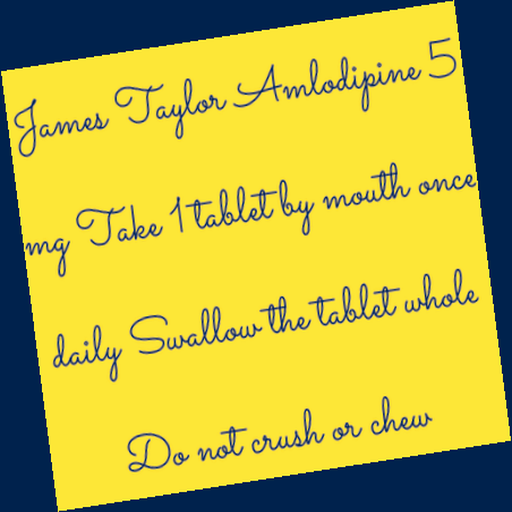 James Taylor Amlodipine 5
mg Take 1 tablet by mouth once
daily Swallow the tablet whole
Do not crush or chew